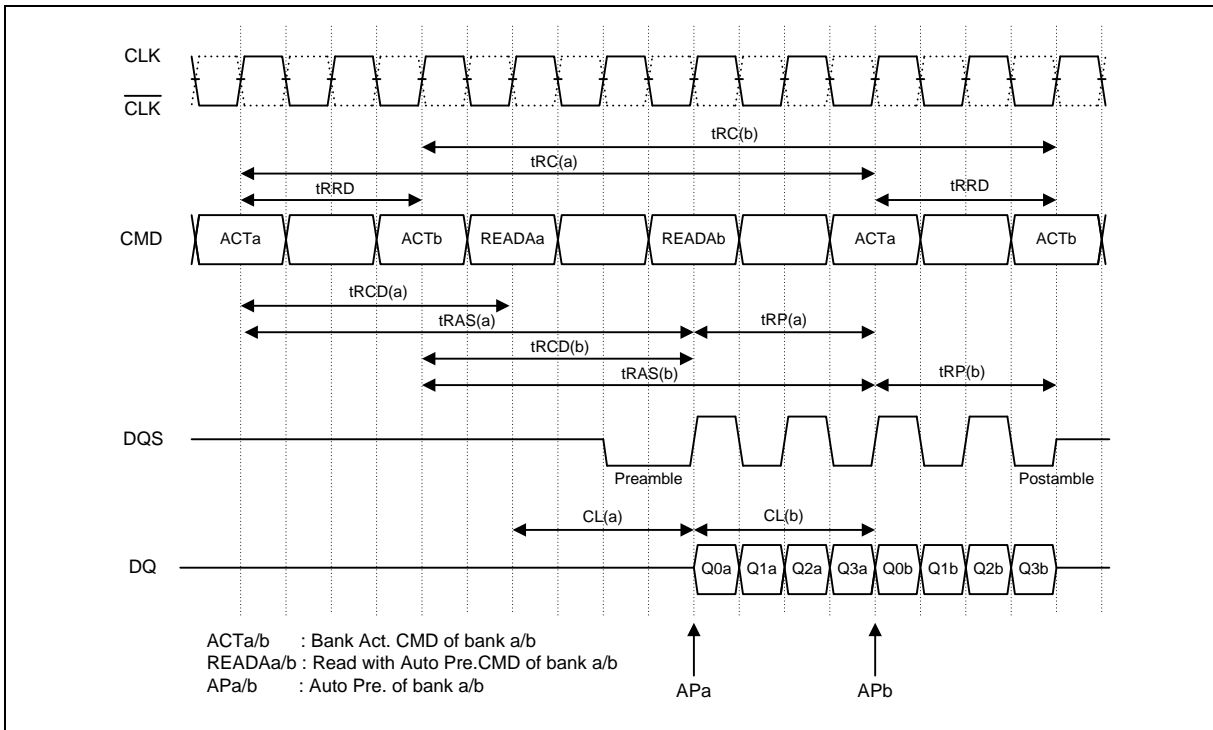 CLK
CLK
tRC(b)
tRC(a)
tRRD tRRD
CMD ACTa ACTb READAa READAb ACTa ACTb
tRCD(a)
tRAS(a) tRP(a)
tRCD(b)
tRAS(b) tRP(b)
DQS
Preamble Postamble
CL(a) CL(b)
DQ Q0a Q1a Q2a Q3a Q0b Q1b Q2b Q3b
ACTa/b : Bank Act. CMD of bank a/b
READAa/b : Read with Auto Pre.CMD of bank a/b
APa/b : Auto Pre. of bank a/b
APa APb